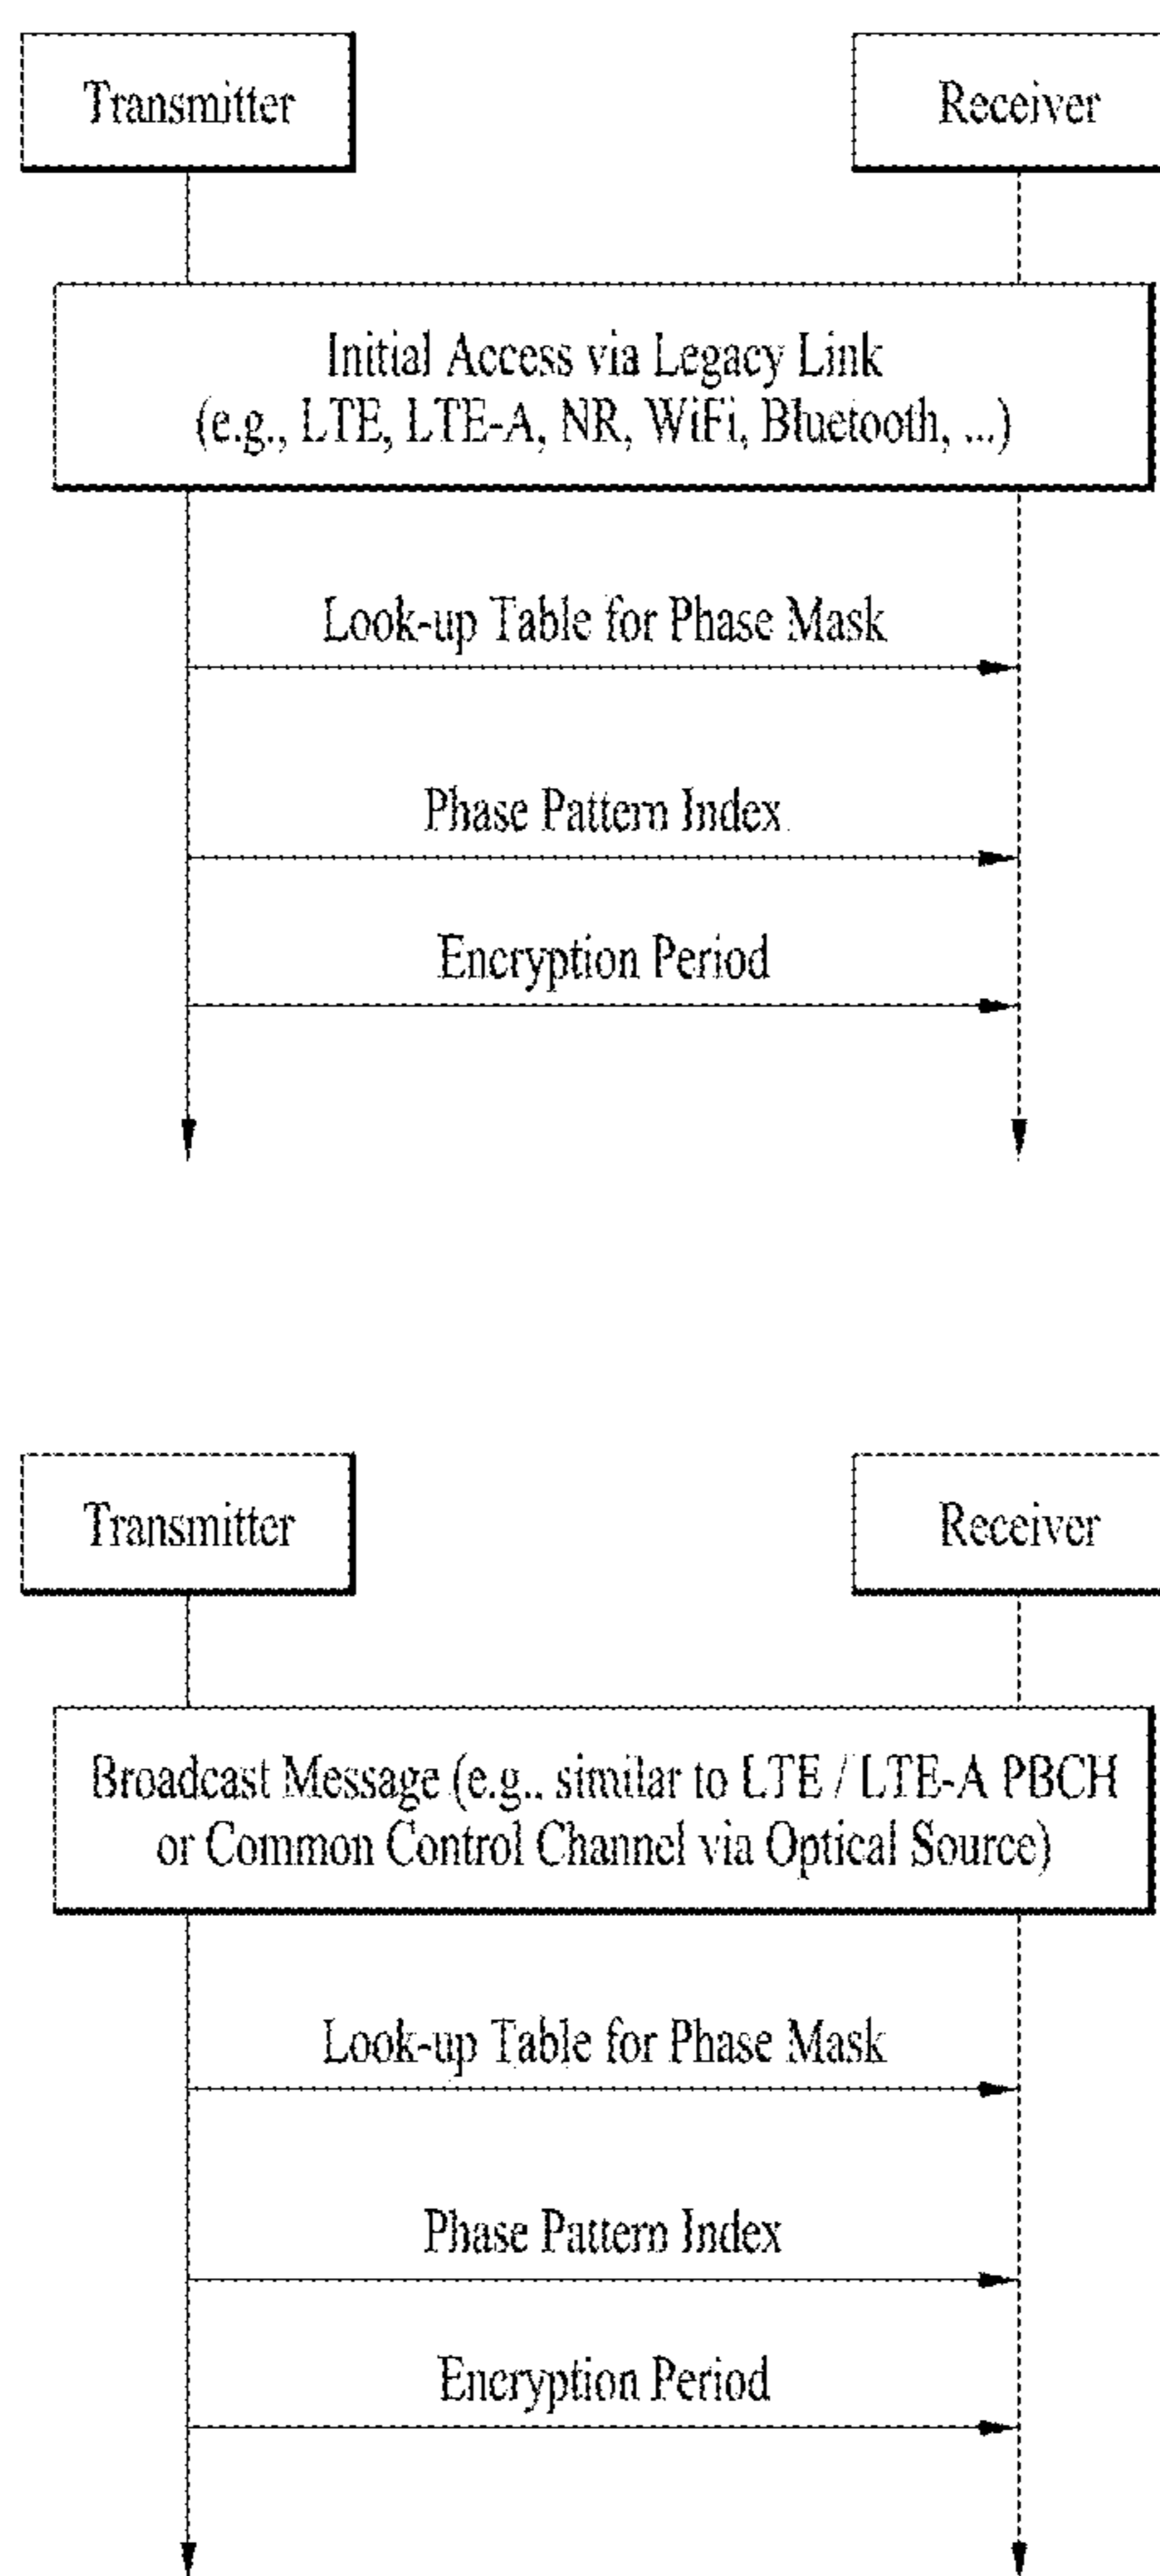 Transmitter
Receiver
Initial Access via Legacy Link
(e.g., LTE, LTE-A, NR, WiFi, Bluetooth, ...)
Look-up Table for Phase Mask
Phase Pattern Index
Encryption Period
Transmitter
Receiver
Broadcast Message (e.g., similar to LTE / LTE-A PBCH
or Common Control Channel via Optical Source)
Look-up Table for Phase Mask
Phase Pattern Index
Encryption Period